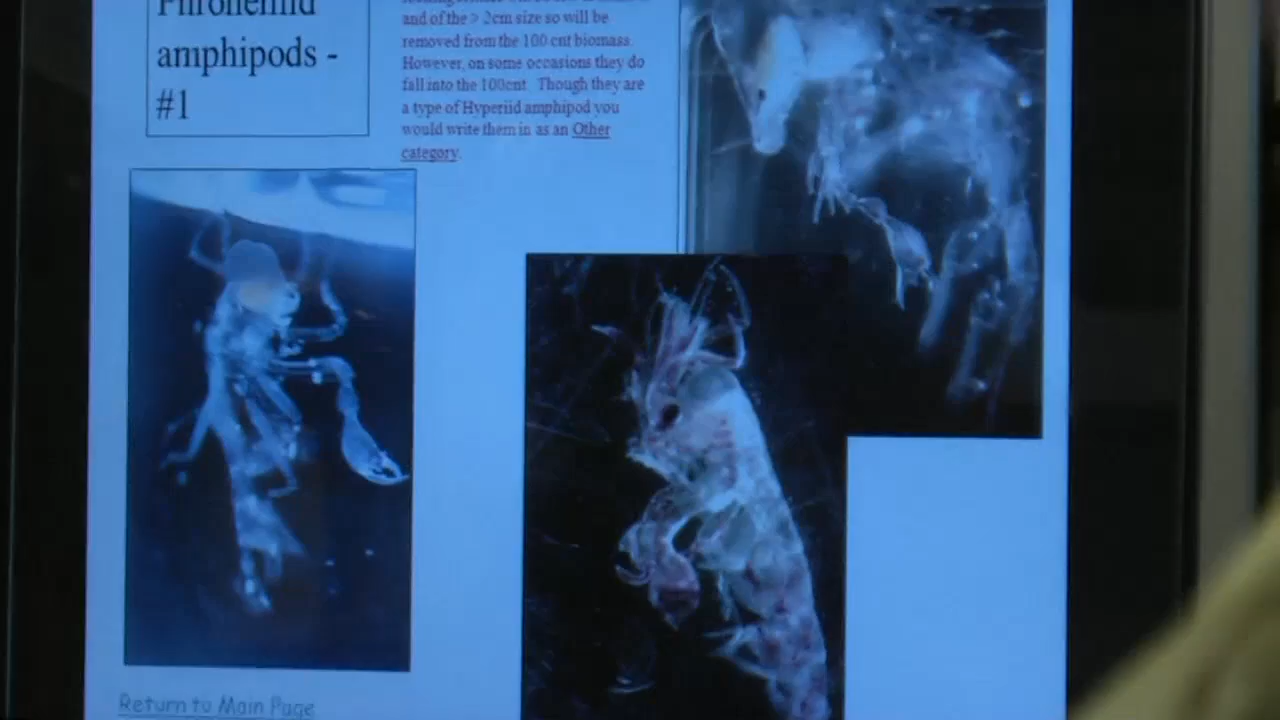 amphipods -
#1
and of the > 2cm size so will be
removed from the 100 cnt biomass.
However, on some occasions they do
fall into the 100cnt. Though they are
a type of Hyperiid amphipod you
would write them in as an Other
category.
Return to Main Page